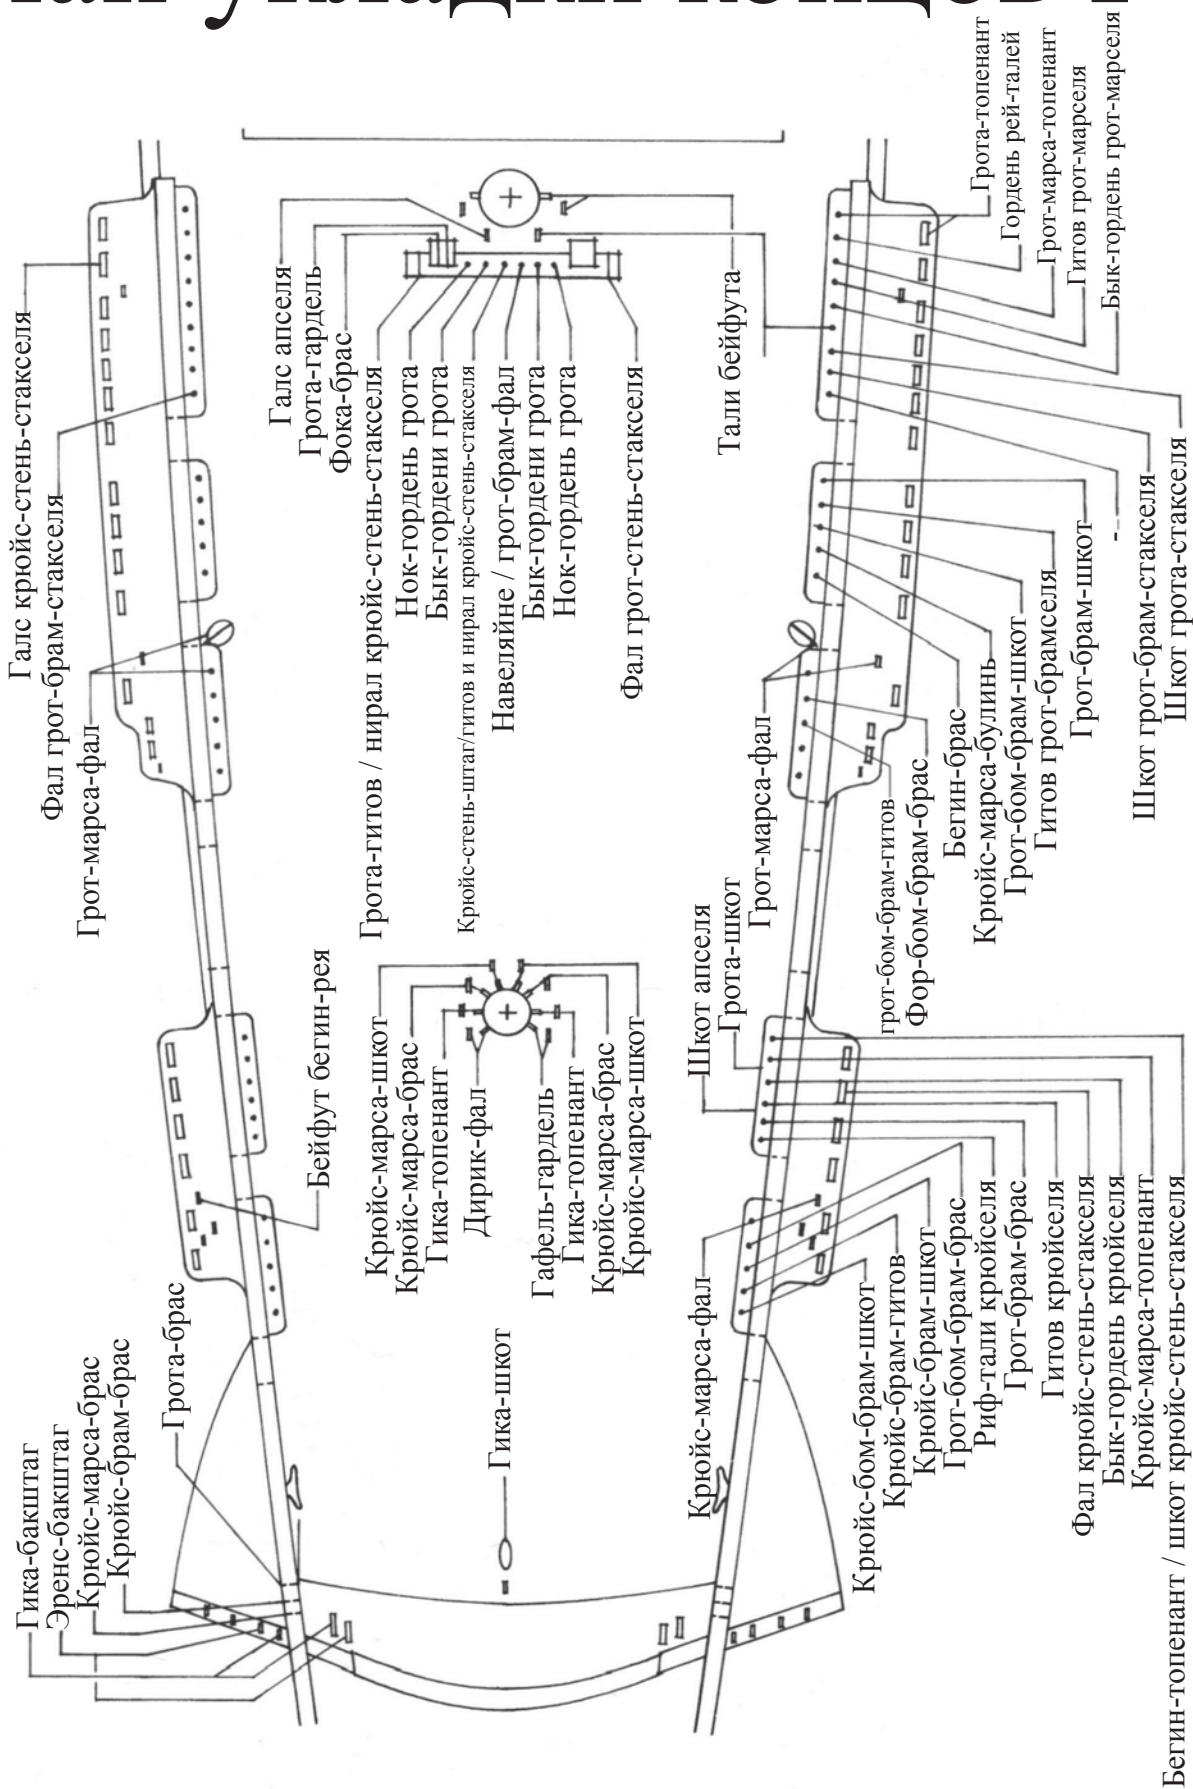 укладки концов
Галс крюйс-стень-стакселя
Фал грот-брам-стакселя
Грот-марса-фал
Бейфут бегин-рея
Грота-брас
Гика-бакштаг
Эренс-бакштаг
Крюйс-марса-брас
Крюйс-брам-брас
Галс апселя
Грота-гардель
Фока-брас
Грота-гитов / нирал крюйс-стень-стакселя
Нок-гордень грота
Бык-гордени грота
Крюйс-стень-штаг/гитов и нирал крюйс-стень-стакселя
Навеляйне / грот-брам-фал
Бык-гордени грота
Нок-гордень грота
Фал грот-стень-стакселя
Тали бейфута
Крюйс-марса-шкот
Крюйс-марса-брас
Гика-топенант
Дирик-фал
Гафель-гардель
Гика-топенант
Крюйс-марса-брас
Крюйс-марса-шкот
Гика-шкот
Грота-топенант
Гордень рей-талей
Грот-марса-топенант
Гитов грот-марселя
Бык-гордень грот-марселя
Шкот апселя
Грота-шкот
Грот-марса-фал
грот-бом-брам-гитов
Фор-бом-брам-брас
Бегин-брас
Крюйс-марса-булинь
Грот-бом-брам-шкот
Гитов грот-брамселя
Грот-брам-шкот
-
Шкот грот-брам-стакселя
Шкот грота-стакселя
Крюйс-марса-фал
Крюйс-бом-брам-шкот
Крюйс-брам-гитов
Крюйс-брам-шкот
Грот-бом-брам-брас
Риф-тали крюйселя
Грот-брам-брас
Гитов крюйселя
Фал крюйс-стень-стакселя
Бык-гордень крюйселя
Крюйс-марса-топенант
Бегин-топенант / шкот крюйс-стень-стакселя